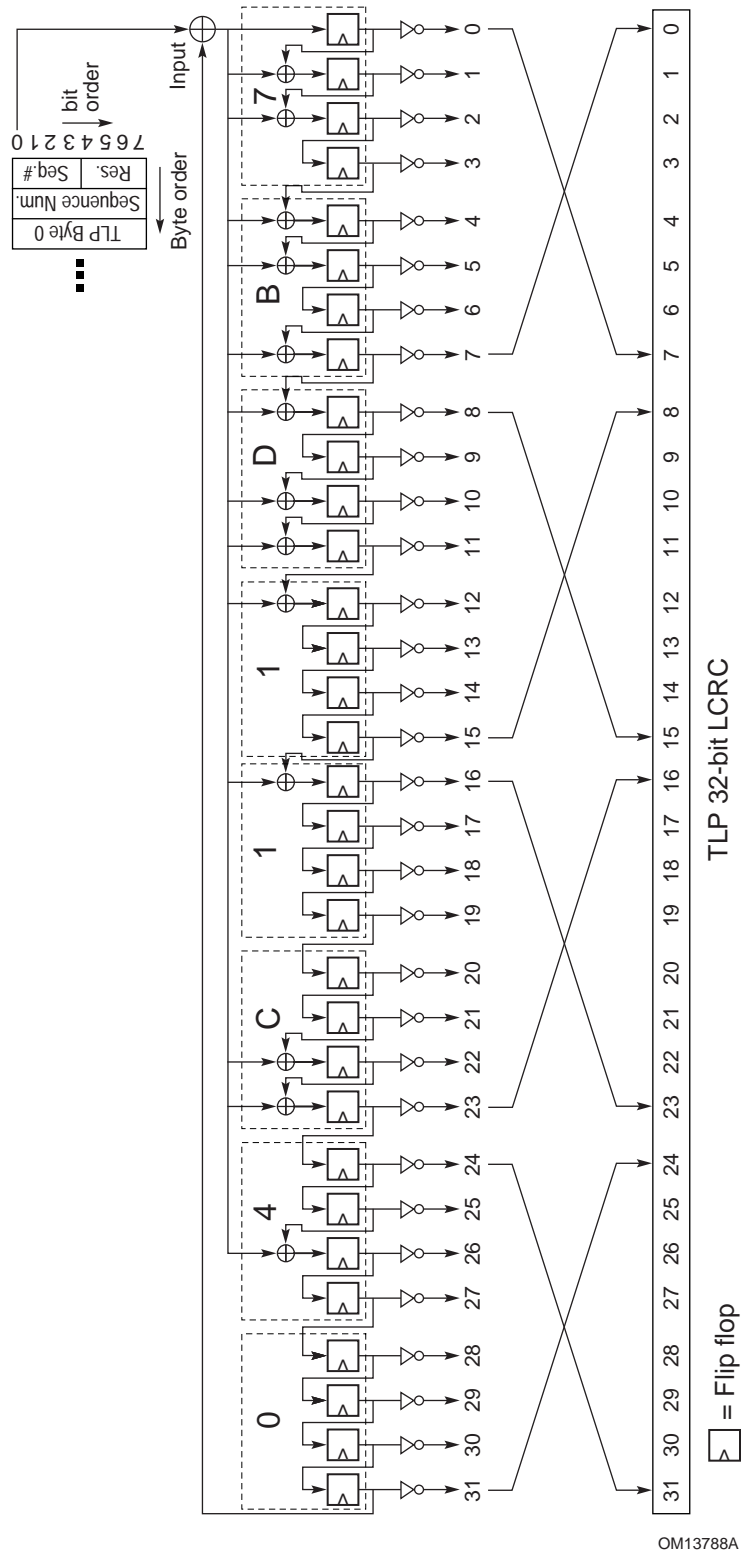 7 6 5 4 3 2 1 0
Res. Seq.#
Sequence Num.
TLP Byte 0
bit order
Byte order
Input
0 4 C 1 1 D B 7
31 30 29 28 27 26 25 24 23 22 21 20 19 18 17 16 15 14 13 12 11 10 9 8 7 6 5 4 3 2 1 0
31 30 29 28 27 26 25 24 23 22 21 20 19 18 17 16 15 14 13 12 11 10 9 8 7 6 5 4 3 2 1 0
TLP 32-bit LCRC
= Flip flop
OM13788A